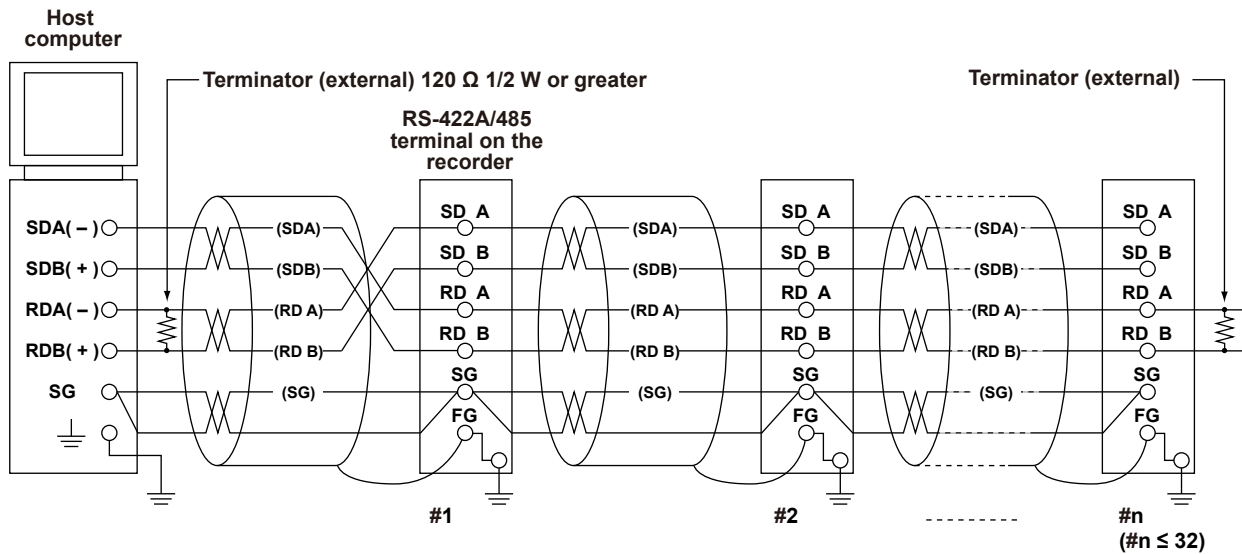 Host
computer
Terminator (external) 120 Ω 1/2 W or greater
Terminator (external)
RS-422A/485
terminal on the
recorder
SDA( – ) (SDA) SD A (SDA) SD A (SDA) SD A
SDB( + ) (SDB) SD B (SDB) SD B (SDB) SD B
RDA( – ) (RD A) RD A (RD A) RD A (RD A) RD A
RDB( + ) (RD B) RD B (RD B) RD B (RD B) RD B
SG (SG) SG (SG) SG (SG) SG
FG FG FG
#1 #2 #n
(#n ≤ 32)